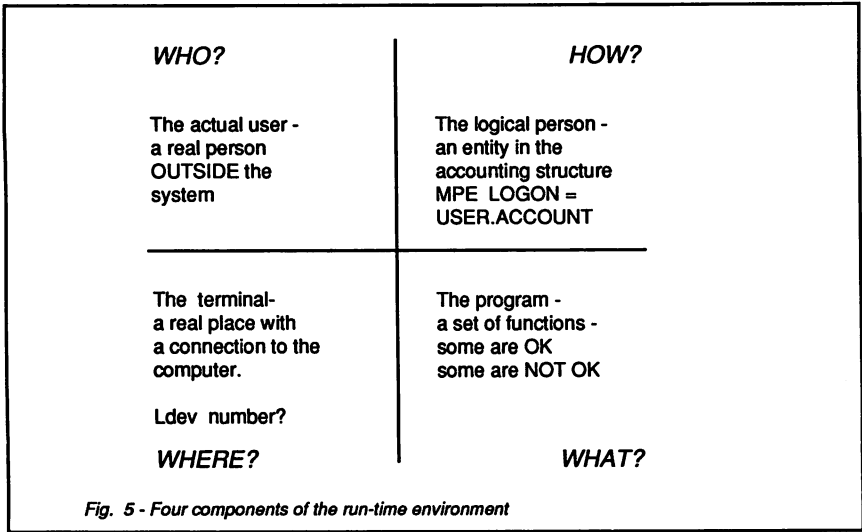 WHO?
The actual user -
a real person
OUTSIDE the
system
HOW?
The logical person -
an entity in the
accounting structure
MPE LOGON =
USER.ACCOUNT
The terminal-
a real place with
a connection to the
computer.
Ldev number?
WHERE?
The program -
a set of functions -
some are OK
some are NOT OK
WHAT?
Fig. 5 - Four components of the run-time environment